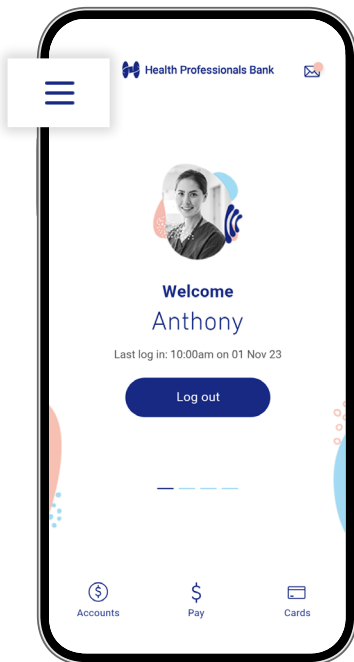 Health Professionals Bank
Welcome
Anthony
Last log in: 10:00am on 01 Nov 23
Log out
$ $
Accounts Pay Cards